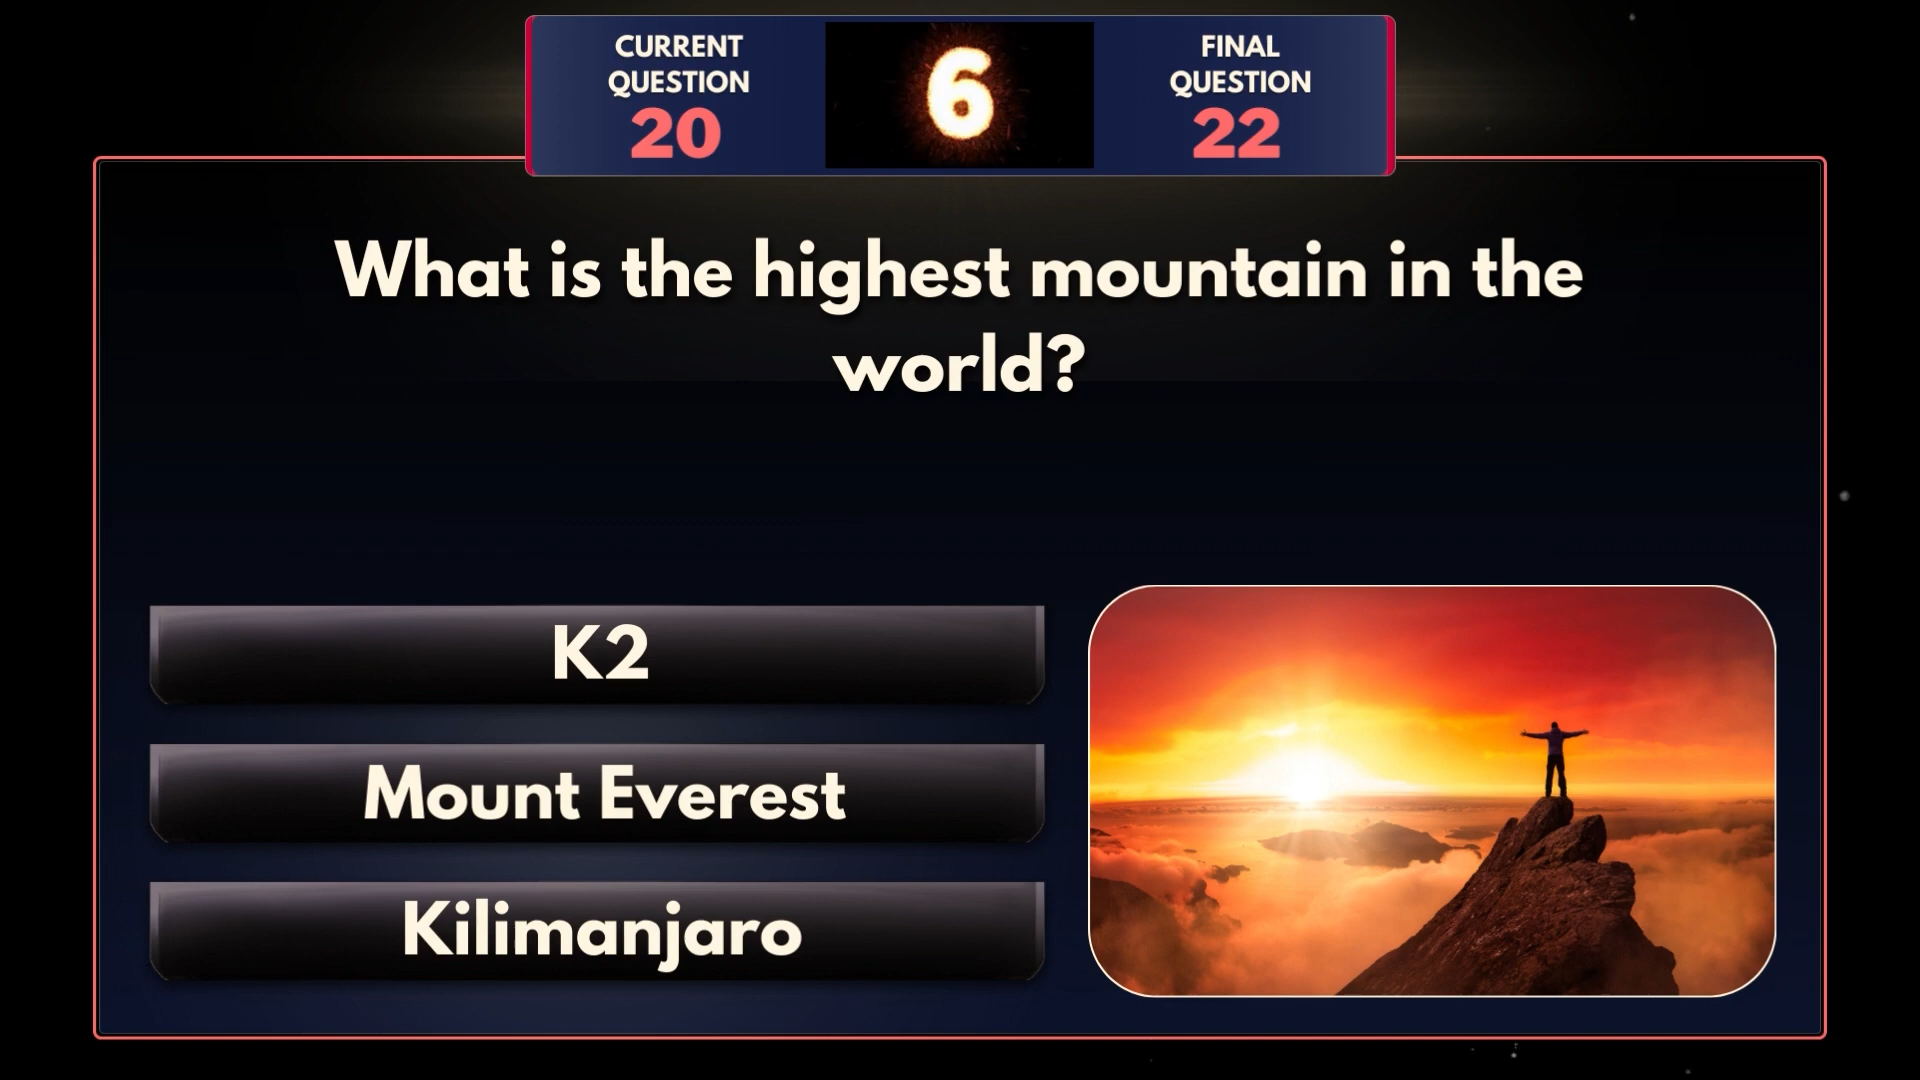 CURRENT
QUESTION
20
6
FINAL
QUESTION
22
What is the highest mountain in the
world?
K2
Mount Everest
Kilimanjaro